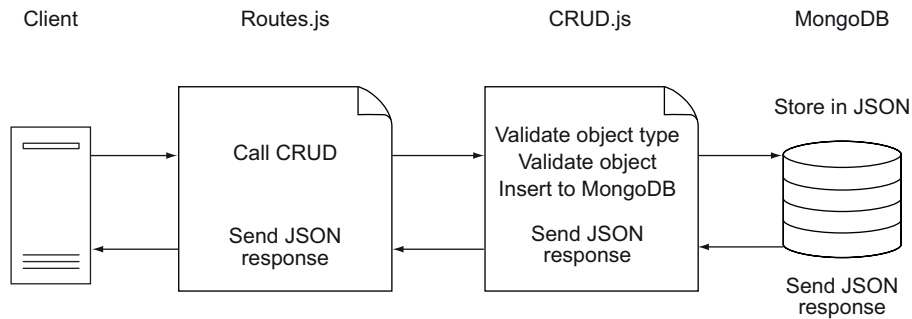 Client
Routes.js
CRUD.js
MongoDB
Call CRUD
Send JSON
response
Validate object type
Validate object
Insert to MongoDB
Send JSON
response
Store in JSON
Send JSON
response